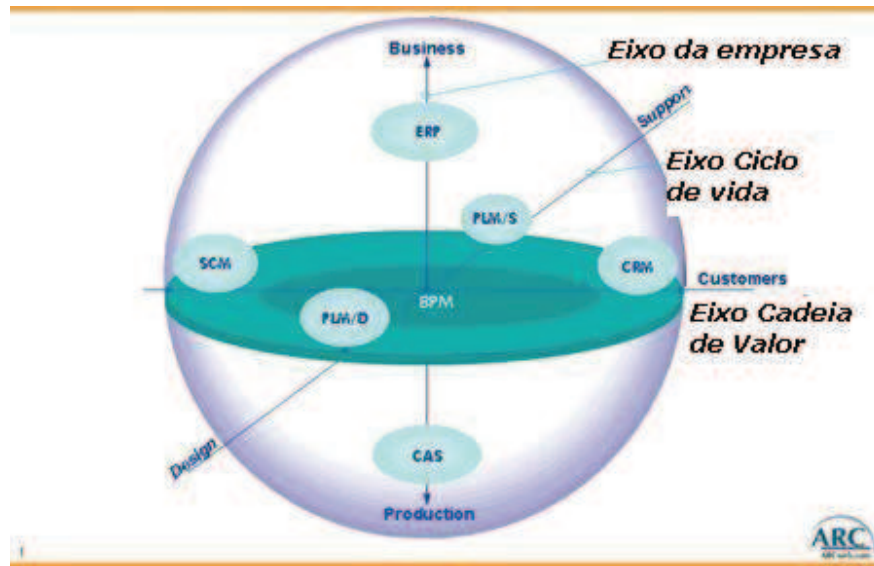 Business
Eixo da empresa
Support
ERP
Eixo Ciclo
de vida
PLM/S
SCM
CRM
Customers
BPM
PLM/D
Eixo Cadeia
de Valor
Design
CAS
Production
ARC